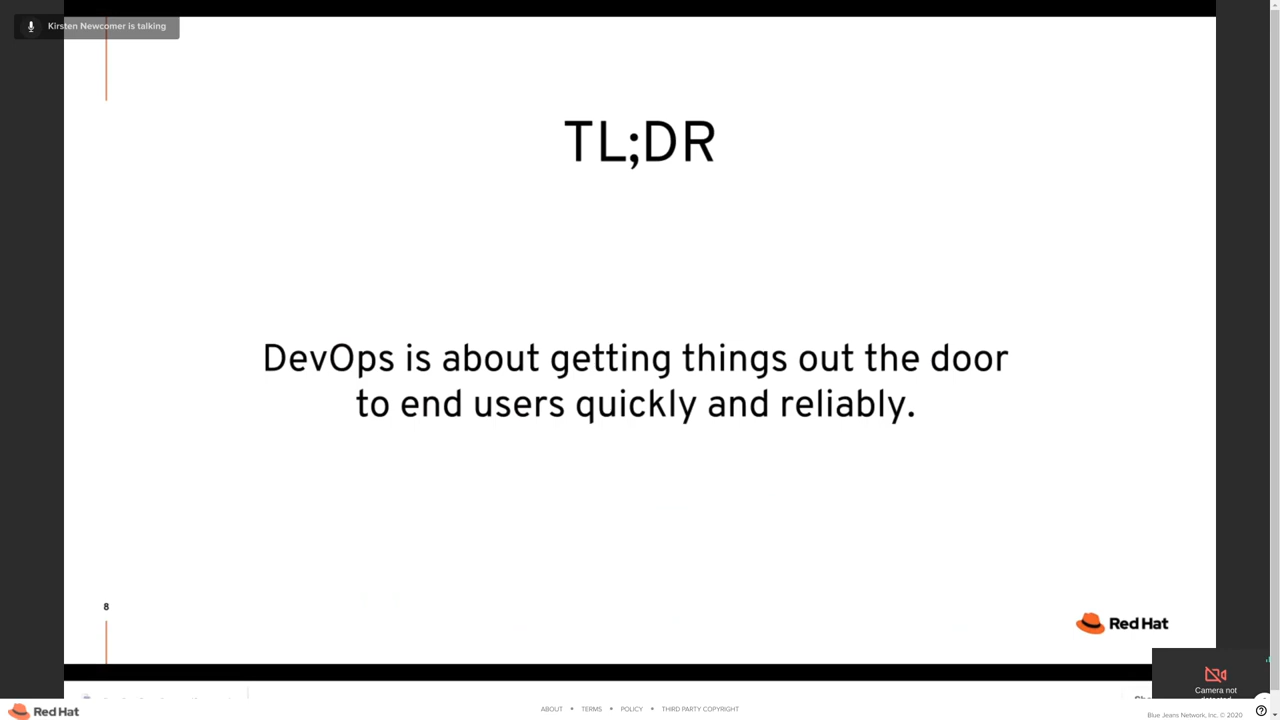 Kirsten Newcomer is talking
TL;DR
DevOps is about getting things out the door
to end users quickly and reliably.
8
Red Hat
Camera not
Red Hat
ABOUT • TERMS • POLICY • THIRD PARTY COPYRIGHT
Blue Jeans Network, Inc. © 2020